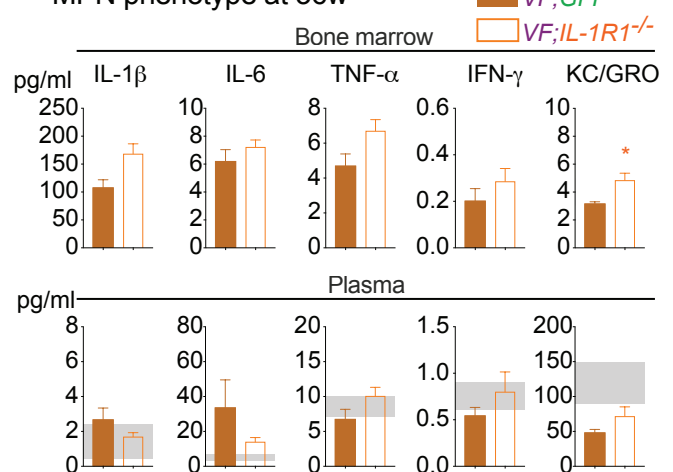 VF;IL-1R1-/-
Bone marrow
pg/ml IL-1β IL-6 TNF-α IFN-γ KC/GRO
250 10 8 0.6 10
200 8 6 0.4 8
150 6 4 0.2 6
100 4 2 0.0 4
50 2 0 2
0 0 0
*
Plasma
pg/ml
8 80 20 1.5 200
6 60 15 1.0 150
4 40 10 0.5 100
2 20 5 0.0 50
0 0 0 0